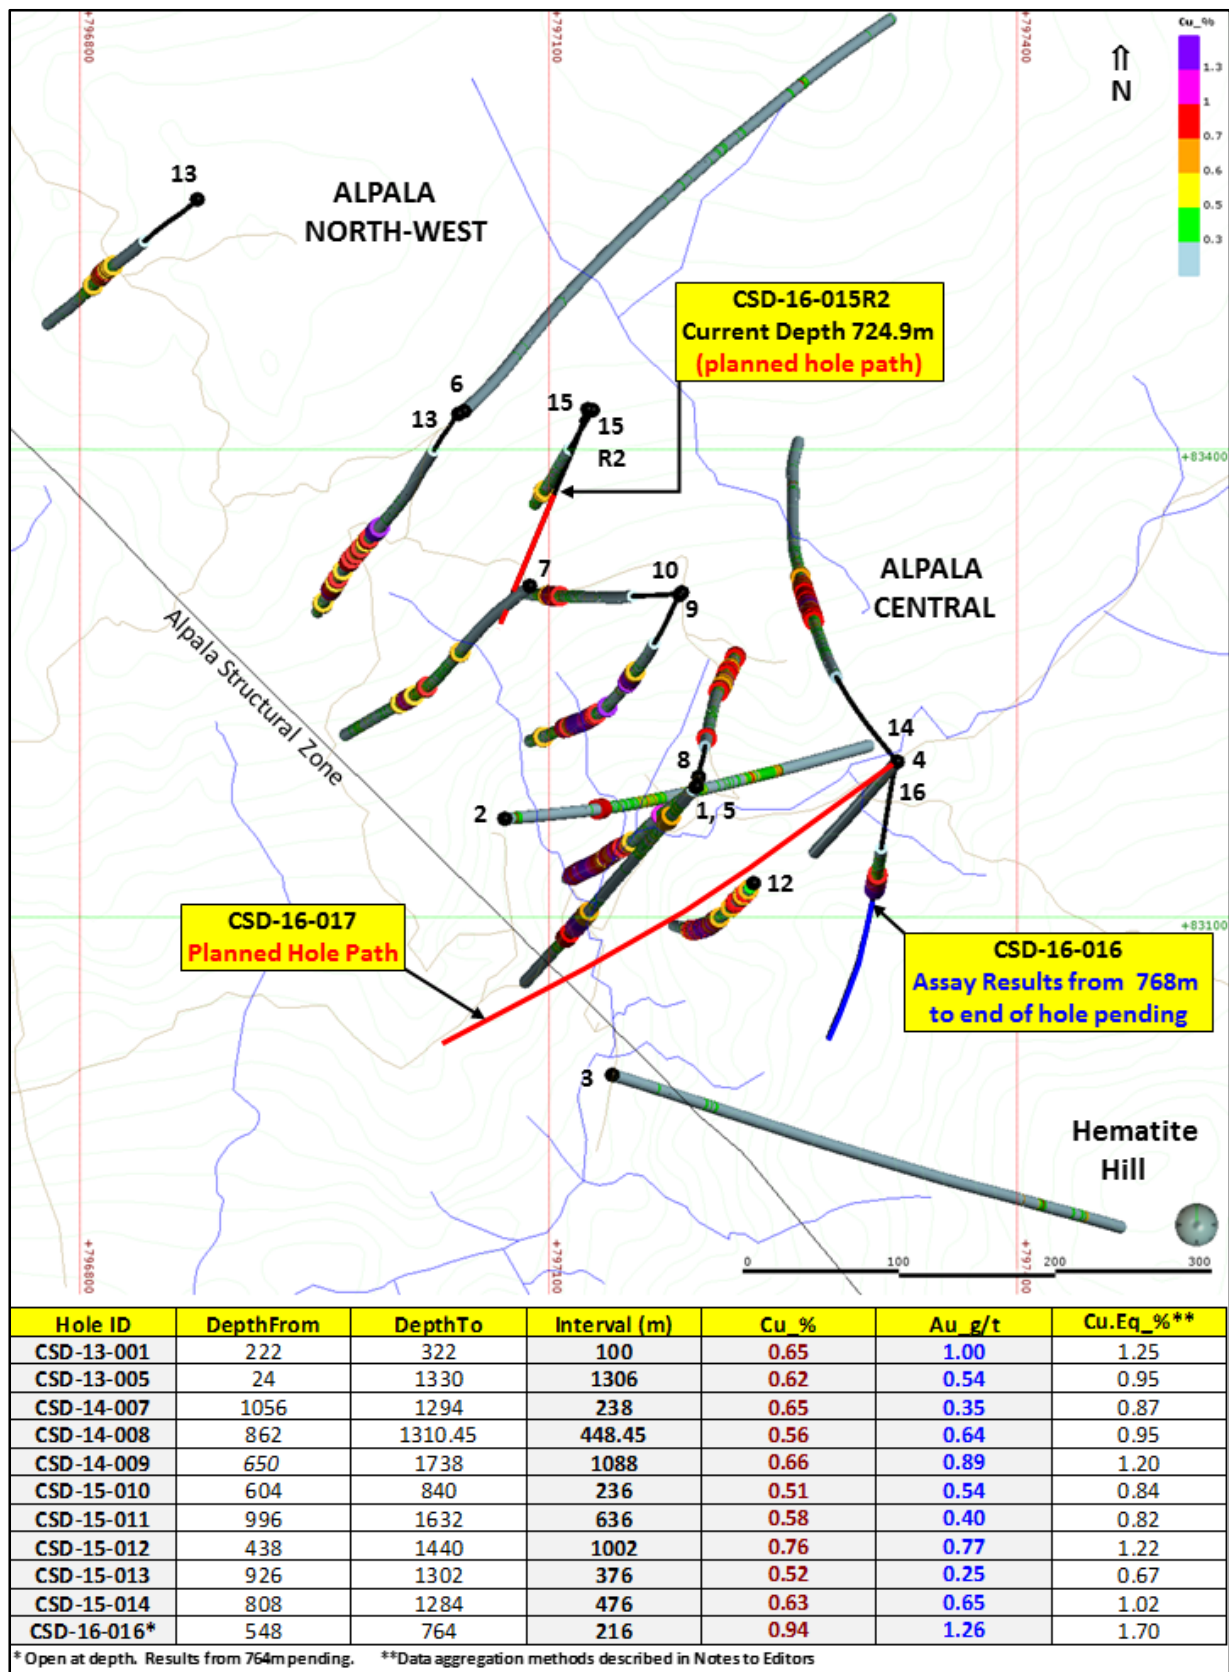 +796800
+797100
+797400
Cu_%
1.3
1
0.7
0.6
0.5
0.3
N
13
ALPALA
NORTH-WEST
CSD-16-015R2
Current Depth 724.9m
(planned hole path)
6
13
15
15
R2
+83400
7
10
9
ALPALA
CENTRAL
Alpala Structural Zone
14
4
16
8
1, 5
2
12
CSD-16-017
Planned Hole Path
+83100
CSD-16-016
Assay Results from 768m
to end of hole pending
3
Hematite
Hill
+796800
+797100
+797400
0 100 200 300
Hole ID DepthFrom DepthTo Interval (m) Cu_% Au_g/t Cu.Eq_%**
CSD-13-001 222 322 100 0.65 1.00 1.25
CSD-13-005 24 1330 1306 0.62 0.54 0.95
CSD-14-007 1056 1294 238 0.65 0.35 0.87
CSD-14-008 862 1310.45 448.45 0.56 0.64 0.95
CSD-14-009 650 1738 1088 0.66 0.89 1.20
CSD-15-010 604 840 236 0.51 0.54 0.84
CSD-15-011 996 1632 636 0.58 0.40 0.82
CSD-15-012 438 1440 1002 0.76 0.77 1.22
CSD-15-013 926 1302 376 0.52 0.25 0.67
CSD-15-014 808 1284 476 0.63 0.65 1.02
CSD-16-016* 548 764 216 0.94 1.26 1.70
* Open at depth. Results from 764m pending. **Data aggregation methods described in Notes to Editors